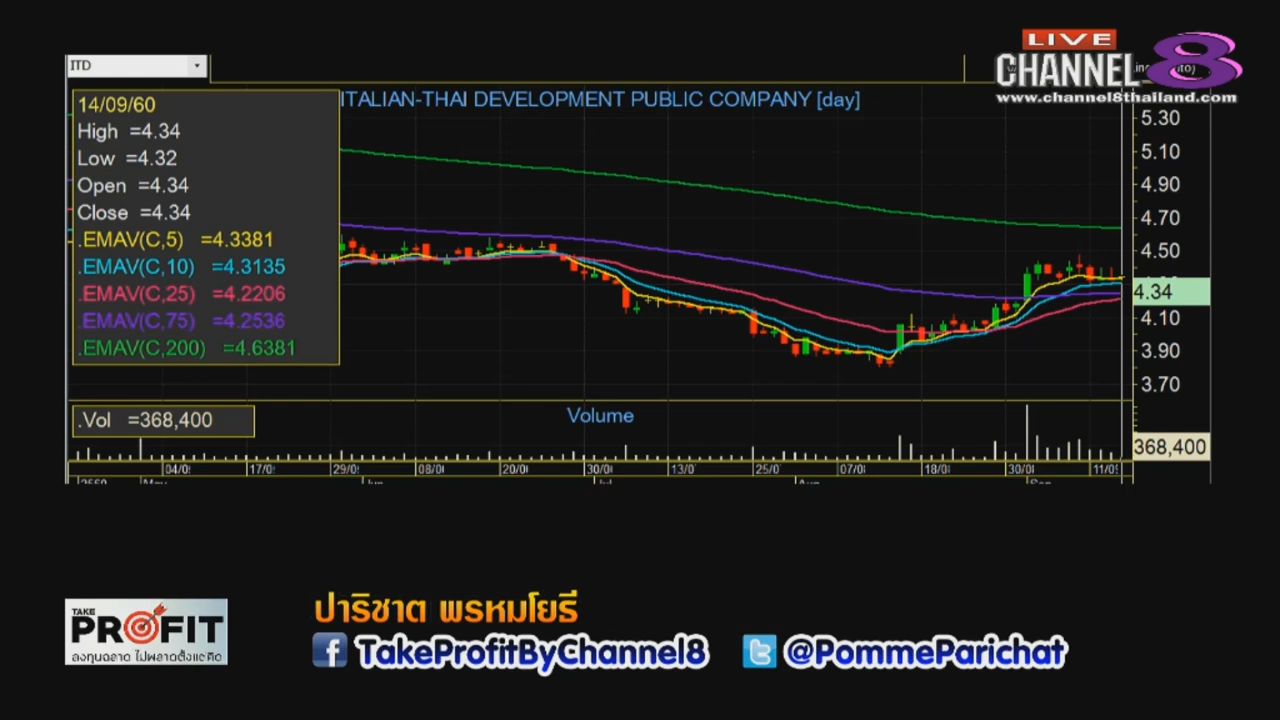 ITD
LIVE
CHANNEL 8
www.channel8thailand.com
14/09/60
High =4.34
Low =4.32
Open =4.34
Close =4.34
.EMAV(C,5) =4.3381
.EMAV(C,10) =4.3135
.EMAV(C,25) =4.2206
.EMAV(C,75) =4.2536
.EMAV(C,200) =4.6381
ITALIAN-THAI DEVELOPMENT PUBLIC COMPANY [day]
5.30
5.10
4.90
4.70
4.50
4.34
4.10
3.90
3.70
.Vol =368,400
Volume
368,400
04/0 17/0 29/0 08/0 20/0 30/0 13/0 25/0 07/0 18/0 30/0 11/09
TAKE
PROFIT
ลงทุนฉลาด ไม่พลาดตั้งแต่คิด
ปาริชาต พรหมโยธี
TakeProfitByChannel8
@PommeParichat